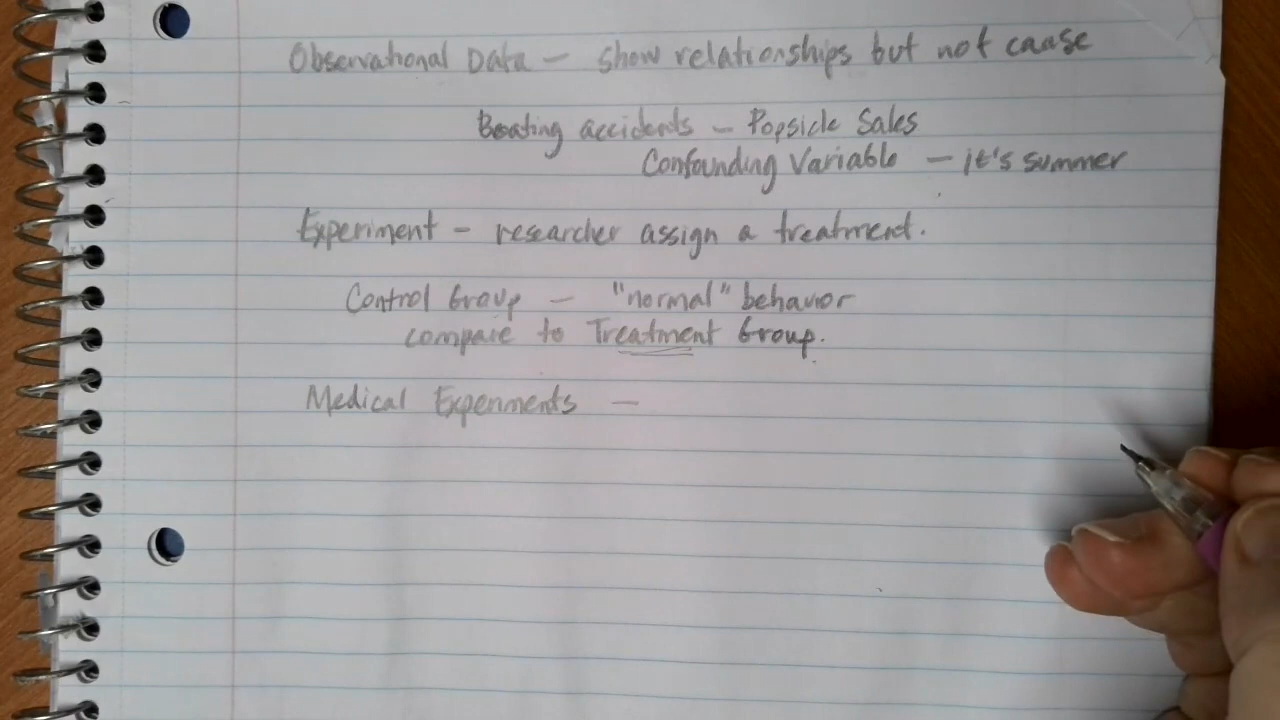 Observational Data – show relationships but not cause
Boating accidents – Popsicle Sales
Confounding Variable – it's summer
Experiment – researcher assign a treatment.
Control Group – "normal" behavior
compare to Treatment Group.
Medical Experiments –